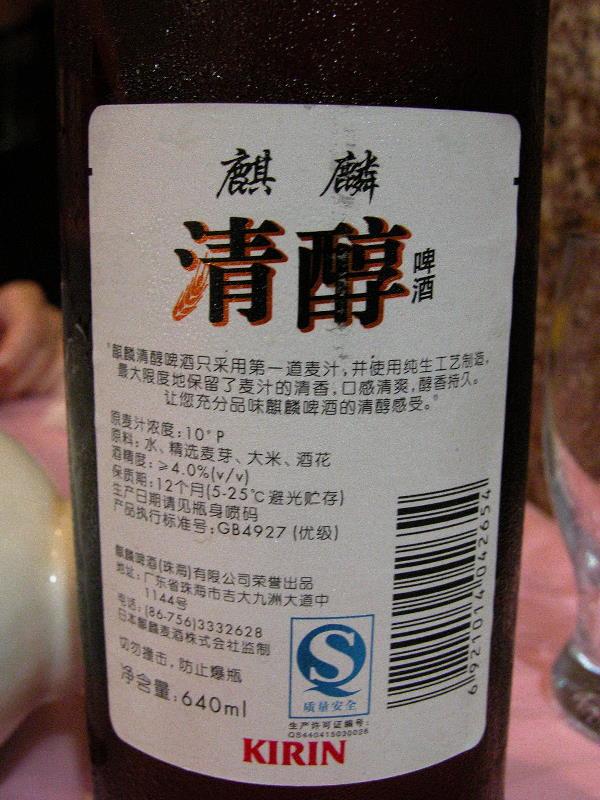 麒麟
清醇
啤酒
"麒麟清醇啤酒只采用第一道麦汁,并使用纯生工艺制造,
最大限度地保留了麦汁的清香,口感清爽,醇香持久。
让您充分品味麒麟啤酒的清醇感受。"
原麦汁浓度:10°P
原料:水、精选麦芽、大米、酒花
酒精度:≥4.0%(v/v)
保质期:12个月(5-25℃避光贮存)
生产日期请见瓶身喷码
产品执行标准号:GB4927 (优级)
麒麟啤酒(珠海)有限公司荣誉出品
地址:广东省珠海市吉大九洲大道中
1144号
电话:(86-756)3332628
日本麒麟麦酒株式会社监制
切勿撞击,防止爆瓶
净含量:640ml
质量安全
生产许可证编号:
QS440415030026
KIRIN
6921014042654